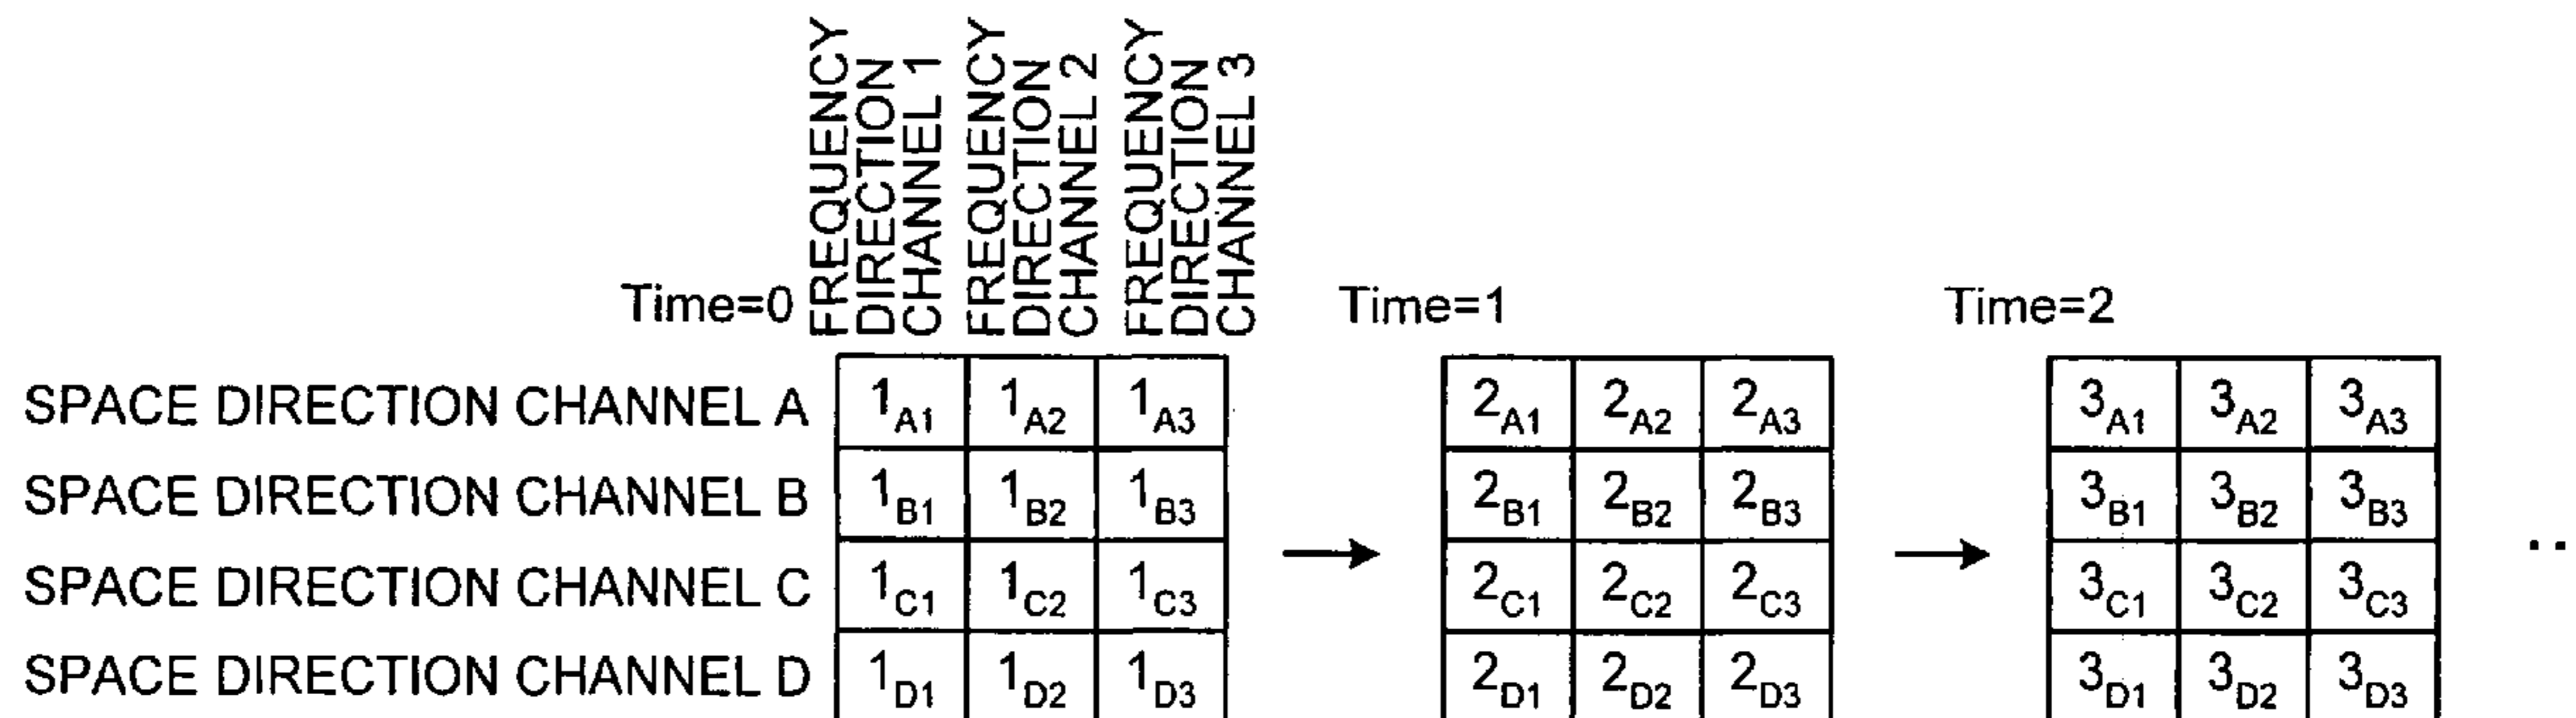 FREQUENCY
DIRECTION
CHANNEL 1
FREQUENCY
DIRECTION
CHANNEL 2
FREQUENCY
DIRECTION
CHANNEL 3
Time=0
Time=1
Time=2
SPACE DIRECTION CHANNEL A 1A1 1A2 1A3 2A1 2A2 2A3 3A1 3A2 3A3
SPACE DIRECTION CHANNEL B 1B1 1B2 1B3 2B1 2B2 2B3 3B1 3B2 3B3
SPACE DIRECTION CHANNEL C 1C1 1C2 1C3 2C1 2C2 2C3 3C1 3C2 3C3
SPACE DIRECTION CHANNEL D 1D1 1D2 1D3 2D1 2D2 2D3 3D1 3D2 3D3